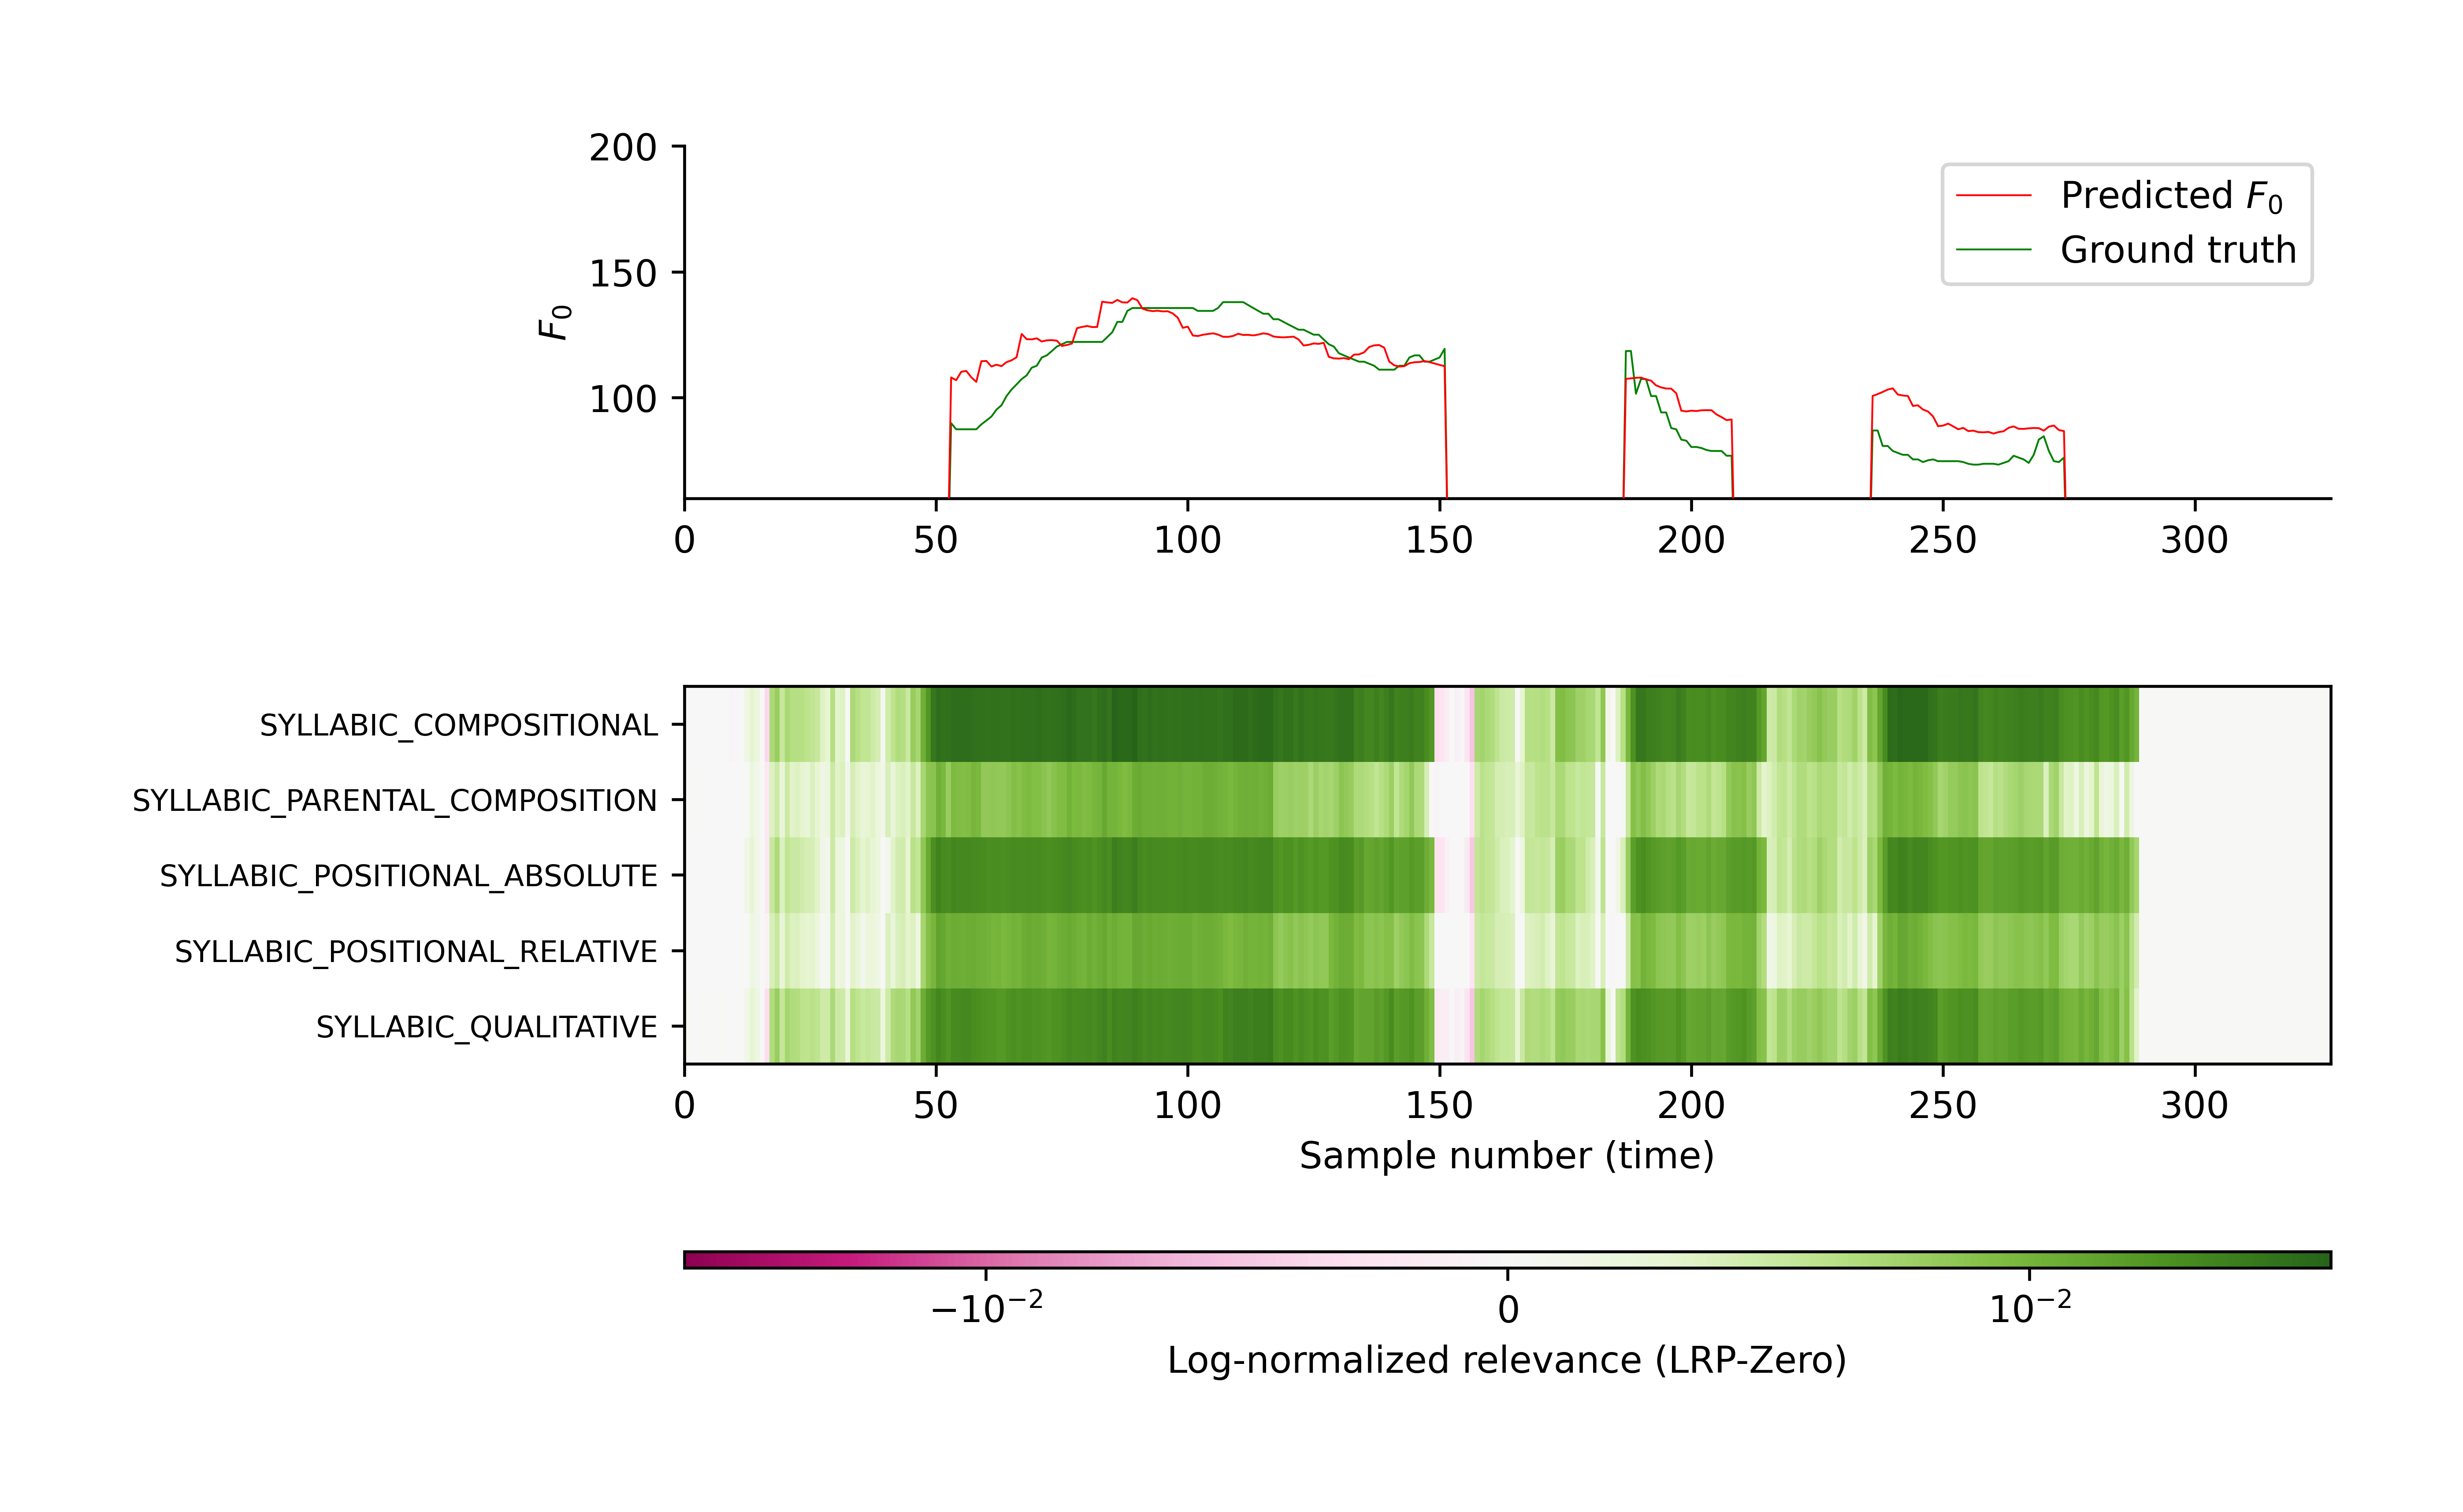 200
150
100
F₀
Predicted F₀
Ground truth
0 50 100 150 200 250 300
SYLLABIC_COMPOSITIONAL
SYLLABIC_PARENTAL_COMPOSITION
SYLLABIC_POSITIONAL_ABSOLUTE
SYLLABIC_POSITIONAL_RELATIVE
SYLLABIC_QUALITATIVE
0 50 100 150 200 250 300
Sample number (time)
−10⁻² 0 10⁻²
Log-normalized relevance (LRP-Zero)